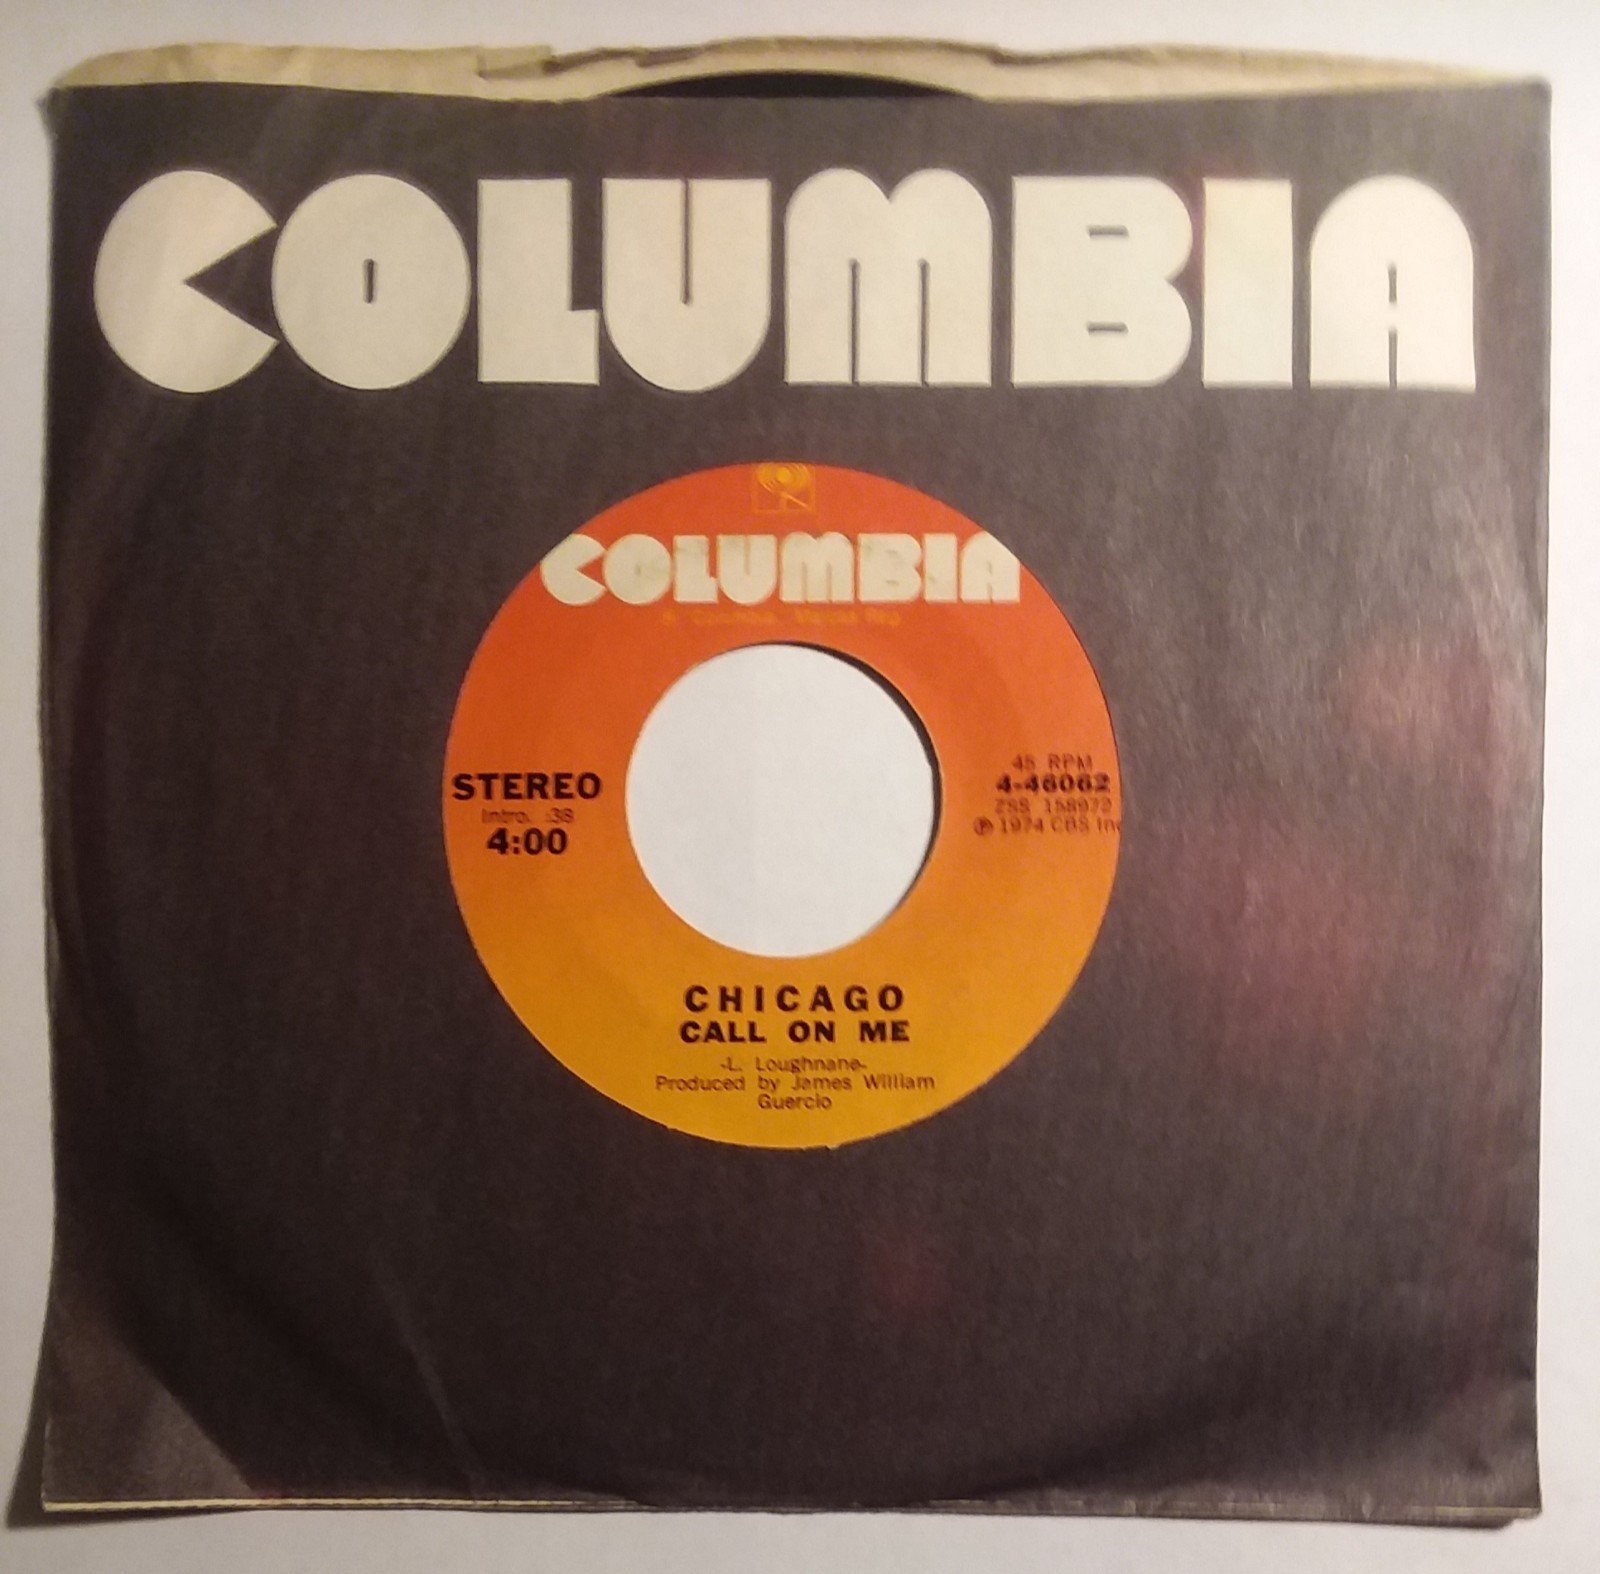 COLUMBIA
COLUMBIA
STEREO
Intro. :38
4:00
45 RPM
4-46062
ZSS 158972
℗ 1974 CBS Inc
CHICAGO
CALL ON ME
-L. Loughnane-
Produced by James William
Guercio